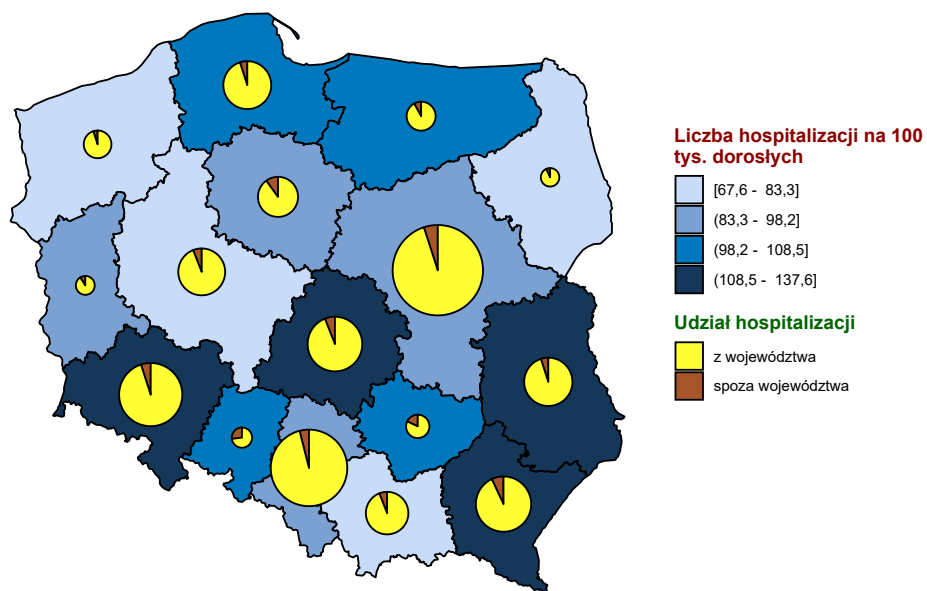 Liczba hospitalizacji na 100
tys. dorosłych
[67,6 - 83,3]
(83,3 - 98,2]
(98,2 - 108,5]
(108,5 - 137,6]
Udział hospitalizacji
z województwa
spoza województwa